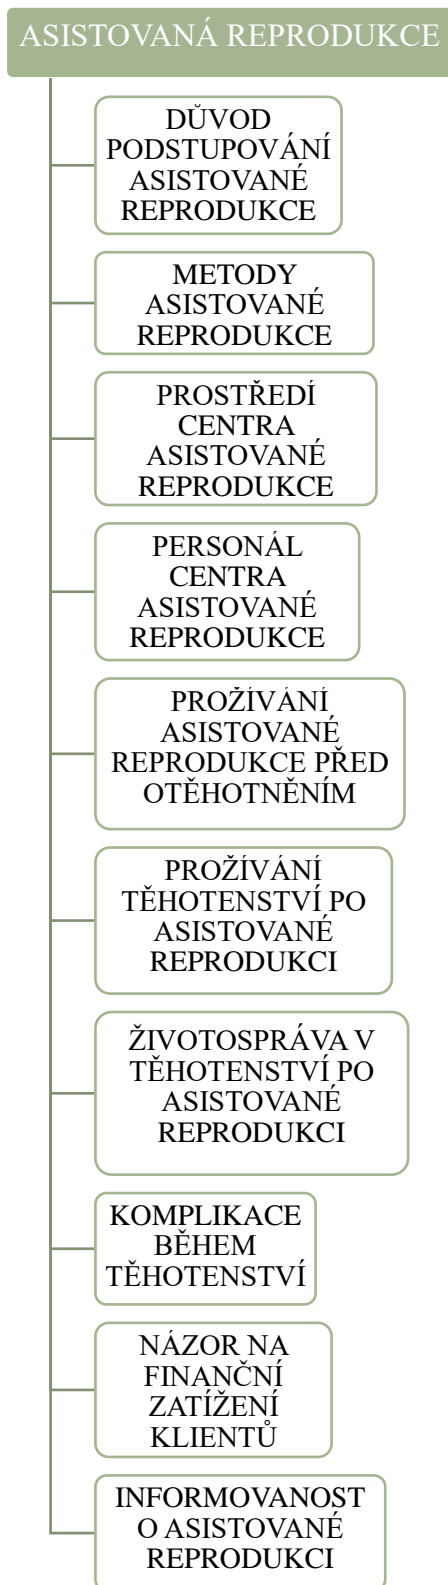 ASISTOVANÁ REPRODUKCE
DŮVOD
PODSTUPOVÁNÍ
ASISTOVANÉ
REPRODUKCE
METODY
ASISTOVANÉ
REPRODUKCE
PROSTŘEDÍ
CENTRA
ASISTOVANÉ
REPRODUKCE
PERSONÁL
CENTRA
ASISTOVANÉ
REPRODUKCE
PROŽÍVÁNÍ
ASISTOVANÉ
REPRODUKCE PŘED
OTĚHOTNĚNÍM
PROŽÍVÁNÍ
TĚHOTENSTVÍ PO
ASISTOVANÉ
REPRODUKCI
ŽIVOTOSPRÁVA V
TĚHOTENSTVÍ PO
ASISTOVANÉ
REPRODUKCI
KOMPLIKACE
BĚHEM
TĚHOTENSTVÍ
NÁZOR NA
FINANČNÍ
ZATÍŽENÍ
KLIENTŮ
INFORMOVANOST
O ASISTOVANÉ
REPRODUKCI